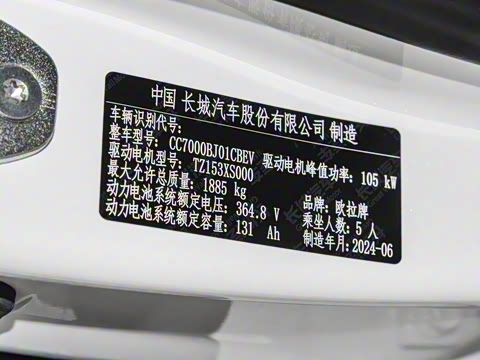 中国 长城汽车股份有限公司 制造
车辆识别代号:
整车型号: CC7000BJ01CBEV 驱动电机峰值功率: 105 kW
驱动电机型号: TZ153XS000
最大允许总质量: 1885 kg 品牌: 欧拉牌
动力电池系统额定电压: 364.8 V 乘坐人数: 5 人
动力电池系统额定容量: 131 Ah 制造年月: 2024-06